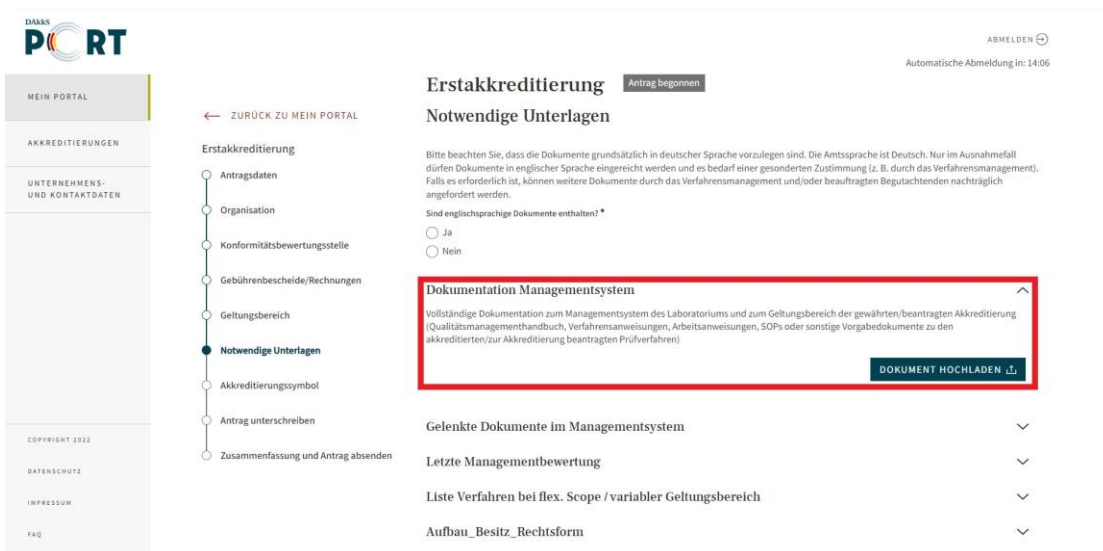 DAkkS
PORT
ABMELDEN
Automatische Abmeldung in: 14:06
MEIN PORTAL
AKKREDITIERUNGEN
UNTERNEHMENS-
UND KONTAKTDATEN
COPYRIGHT 2022
DATENSCHUTZ
IMPRESSUM
FAQ
ZURÜCK ZU MEIN PORTAL
Erstakkreditierung
Antragsdaten
Organisation
Konformitätsbewertungsstelle
Gebührenbescheide/Rechnungen
Geltungsbereich
Notwendige Unterlagen
Akkreditierungssymbol
Antrag unterschreiben
Zusammenfassung und Antrag absenden
Erstakkreditierung Antrag begonnen
Notwendige Unterlagen
Bitte beachten Sie, dass die Dokumente grundsätzlich in deutscher Sprache vorzulegen sind. Die Amtssprache ist Deutsch. Nur im Ausnahmefall
dürfen Dokumente in englischer Sprache eingereicht werden und es bedarf einer gesonderten Zustimmung (z. B. durch das Verfahrensmanagement).
Falls es erforderlich ist, können weitere Dokumente durch das Verfahrensmanagement und/oder beauftragten Begutachtenden nachträglich
angefordert werden.
Sind englischsprachige Dokumente enthalten? *
Ja
Nein
Dokumentation Managementsystem
Vollständige Dokumentation zum Managementsystem des Laboratoriums und zum Geltungsbereich der gewährten/beantragten Akkreditierung
(Qualitätsmanagementhandbuch, Verfahrensanweisungen, Arbeitsanweisungen, SOPs oder sonstige Vorgabedokumente zu den
akkreditierten/zur Akkreditierung beantragten Prüfverfahren)
DOKUMENT HOCHLADEN
Gelenkte Dokumente im Managementsystem
Letzte Managementbewertung
Liste Verfahren bei flex. Scope / variabler Geltungsbereich
Aufbau_Besitz_Rechtsform